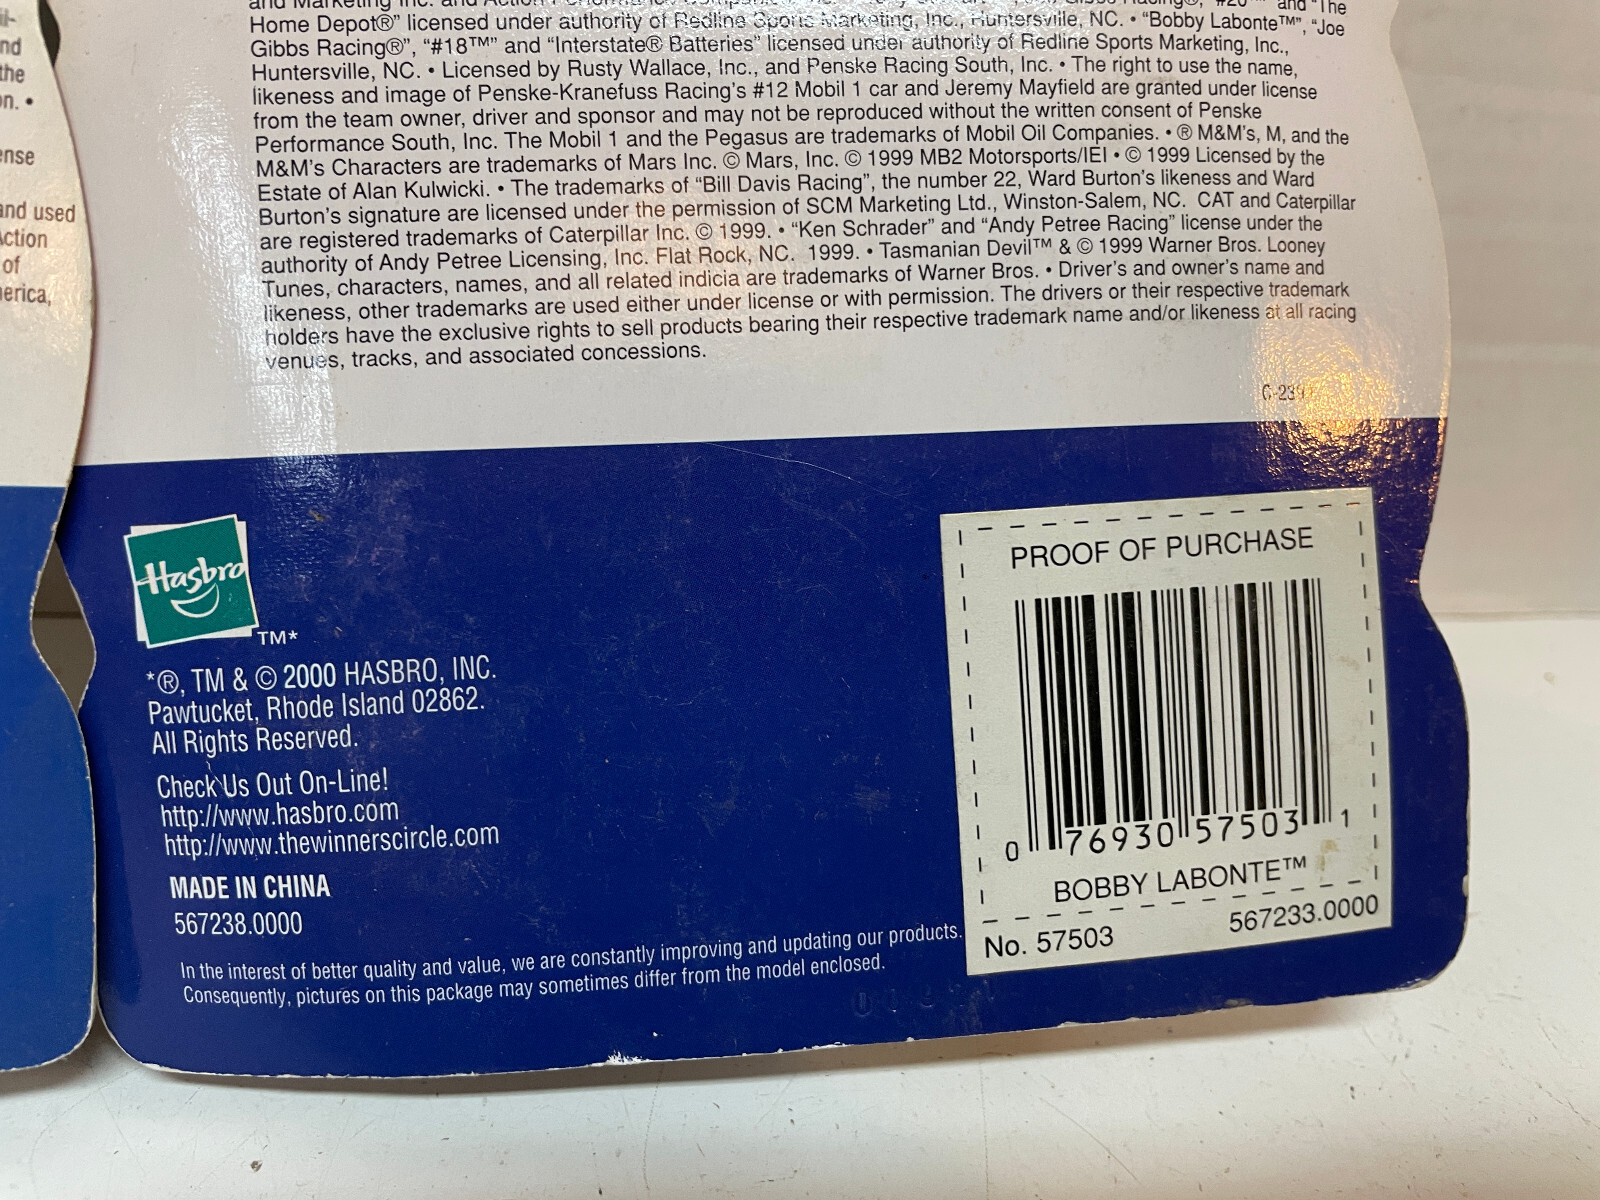 il-
nd
the
on. •
ense
and used
Action
of
merica,
and Marketing Inc. and Action
Home Depot®” licensed under authority of Redline Sports Marketing, Inc., Huntersville, NC. • “Bobby Labonte™”, “Joe
Gibbs Racing®”, “#18™” and “Interstate® Batteries” licensed under authority of Redline Sports Marketing, Inc.,
Huntersville, NC. • Licensed by Rusty Wallace, Inc., and Penske Racing South, Inc. • The right to use the name,
likeness and image of Penske-Kranefuss Racing's #12 Mobil 1 car and Jeremy Mayfield are granted under license
from the team owner, driver and sponsor and may not be reproduced without the written consent of Penske
Performance South, Inc. The Mobil 1 and the Pegasus are trademarks of Mobil Oil Companies. • ® M&M's, M, and the
M&M's Characters are trademarks of Mars Inc. © Mars, Inc. © 1999 MB2 Motorsports/IEI • © 1999 Licensed by the
Estate of Alan Kulwicki. • The trademarks of “Bill Davis Racing”, the number 22, Ward Burton's likeness and Ward
Burton's signature are licensed under the permission of SCM Marketing Ltd., Winston-Salem, NC. CAT and Caterpillar
are registered trademarks of Caterpillar Inc. © 1999. • “Ken Schrader” and “Andy Petree Racing” license under the
authority of Andy Petree Licensing, Inc. Flat Rock, NC. 1999. • Tasmanian Devil™ & © 1999 Warner Bros. Looney
Tunes, characters, names, and all related indicia are trademarks of Warner Bros. • Driver's and owner's name and
likeness, other trademarks are used either under license or with permission. The drivers or their respective trademark
holders have the exclusive rights to sell products bearing their respective trademark name and/or likeness at all racing
venues, tracks, and associated concessions.
Hasbro
TM*
*®, TM & © 2000 HASBRO, INC.
Pawtucket, Rhode Island 02862.
All Rights Reserved.
Check Us Out On-Line!
http://www.hasbro.com
http://www.thewinnerscircle.com
MADE IN CHINA
567238.0000
In the interest of better quality and value, we are constantly improving and updating our products.
Consequently, pictures on this package may sometimes differ from the model enclosed.
PROOF OF PURCHASE
0 76930 57503 1
BOBBY LABONTE™
No. 57503 567233.0000